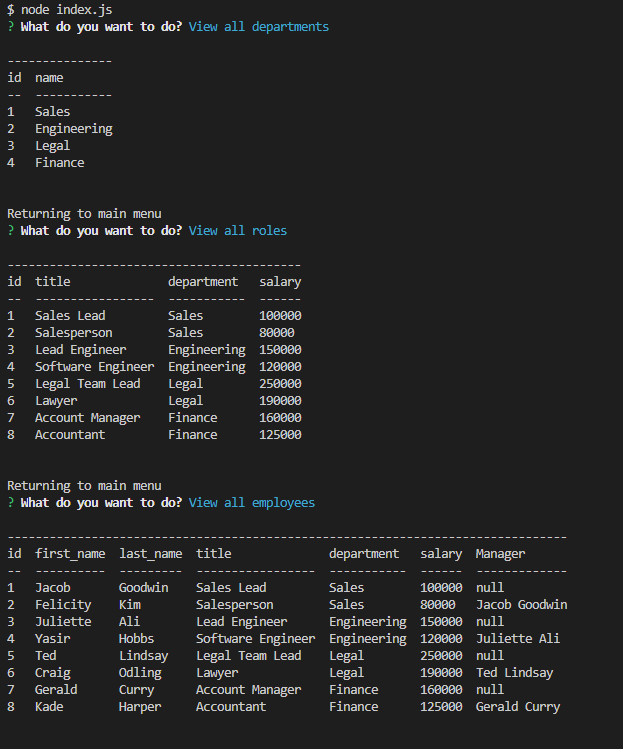 $ node index.js
? What do you want to do? View all departments
---------------
id  name
--  -----------
1   Sales
2   Engineering
3   Legal
4   Finance
Returning to main menu
? What do you want to do? View all roles
------------------------------------------
id  title              department   salary
--  -----------------  -----------  ------
1   Sales Lead         Sales        100000
2   Salesperson        Sales        80000
3   Lead Engineer      Engineering  150000
4   Software Engineer  Engineering  120000
5   Legal Team Lead    Legal        250000
6   Lawyer             Legal        190000
7   Account Manager    Finance      160000
8   Accountant         Finance      125000
Returning to main menu
? What do you want to do? View all employees
--------------------------------------------------------------------------------
id  first_name  last_name  title              department   salary  Manager
--  ----------  ---------  -----------------  -----------  ------  -------------
1   Jacob       Goodwin    Sales Lead         Sales        100000  null
2   Felicity    Kim        Salesperson        Sales        80000   Jacob Goodwin
3   Juliette    Ali        Lead Engineer      Engineering  150000  null
4   Yasir       Hobbs      Software Engineer  Engineering  120000  Juliette Ali
5   Ted         Lindsay    Legal Team Lead    Legal        250000  null
6   Craig       Odling     Lawyer             Legal        190000  Ted Lindsay
7   Gerald      Curry      Account Manager    Finance      160000  null
8   Kade        Harper     Accountant         Finance      125000  Gerald Curry